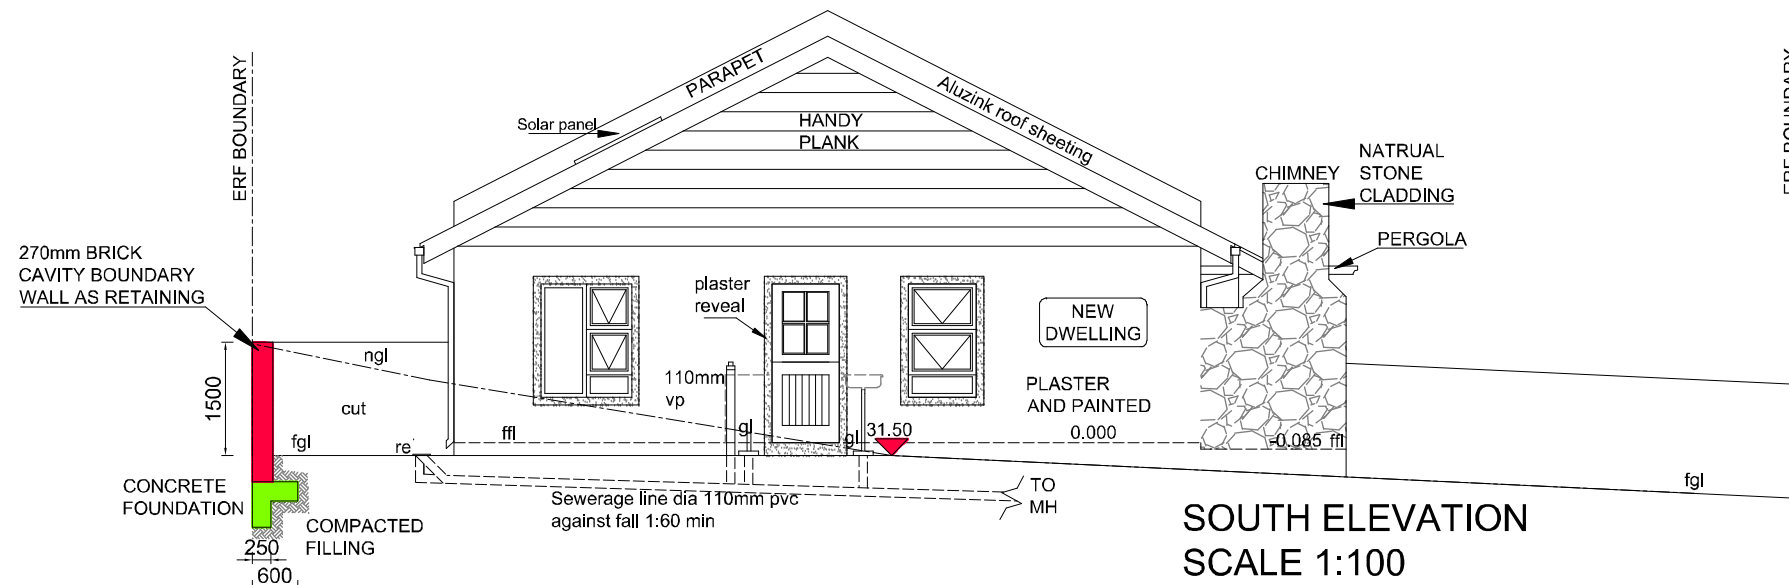 ERF BOUNDARY
PARAPET
Aluzink roof sheeting
Solar panel
HANDY
PLANK
CHIMNEY
NATRUAL
STONE
CLADDING
PERGOLA
ERF BOUNDARY
270mm BRICK
CAVITY BOUNDARY
WALL AS RETAINING
plaster
reveal
NEW
DWELLING
ngl
110mm
vp
PLASTER
AND PAINTED
0.000
1500
cut
fgl
re
ffl
gl
gl
31.50
-0.085 ffl
fgl
CONCRETE
FOUNDATION
COMPACTED
FILLING
Sewerage line dia 110mm pvc
against fall 1:60 min
TO
MH
250
600
SOUTH ELEVATION
SCALE 1:100